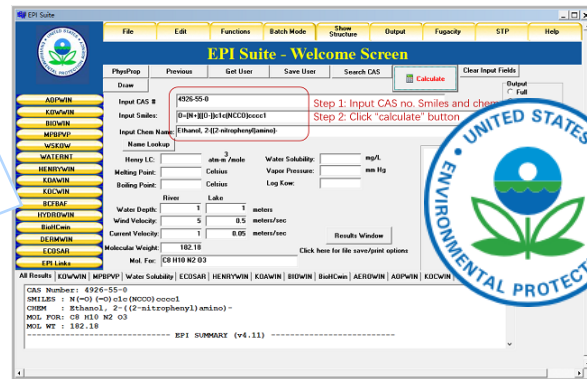 EPI Suite
File Edit Functions Batch Mode Show Structure Output Fugacity STP Help
EPI Suite - Welcome Screen
PhysProp Previous Get User Save User Search CAS Calculate Clear Input Fields
Draw
Output
Full
Input CAS # 4926-55-0
Step 1: Input CAS no. Smiles and chem
Input Smiles: O=[N+]([O-])c1c(NCCO)cccc1
Step 2: Click "calculate" button
Input Chem Name: Ethanol, 2-[(2-nitrophenyl)amino]-
Name Lookup
Henry LC: atm-m³/mole Water Solubility: mg/L
Melting Point: Celsius Vapor Pressure: mm Hg
Boiling Point: Celsius Log Kow:
River Lake
Water Depth: 1 1 meters
Wind Velocity: 5 0.5 meters/sec
Current Velocity: 1 0.05 meters/sec
Results Window
Molecular Weight: 182.18
Click here for file save/print options
Mol. For: C8 H10 N2 O3
AOPWIN
KOWWIN
BIOWIN
MPBPVP
WSKOW
WATERNT
HENRYWIN
KOAWIN
KOCWIN
BCFBAF
HYDROWIN
BioHCwin
DERMWIN
ECOSAR
EPI Links
UNITED STATES
ENVIRONMENTAL PROTEC
All Results KOWWIN MPBPVP Water Solubility ECOSAR HENRYWIN KOAWIN BIOWIN BioHCwin AEROWIN AOPWIN KOCWIN
CAS Number: 4926-55-0
SMILES : N(=O)(=O)c1c(NCCO)cccc1
CHEM : Ethanol, 2-((2-nitrophenyl)amino)-
MOL FOR: C8 H10 N2 O3
MOL WT : 182.18
------------------------------ EPI SUMMARY (v4.11) --------------------------